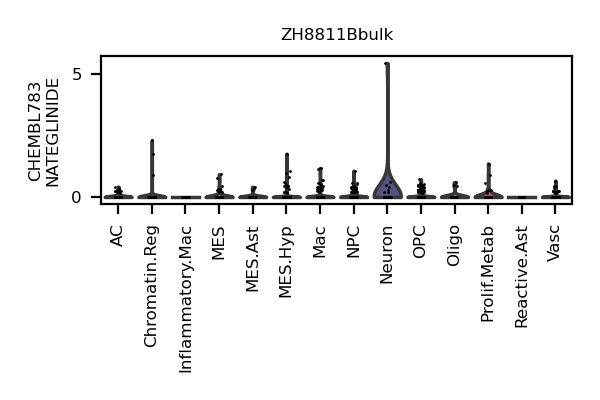 ZH8811Bbulk
CHEMBL783
NATEGLINIDE
5
0
AC
Chromatin.Reg
Inflammatory.Mac
MES
MES.Ast
MES.Hyp
Mac
NPC
Neuron
OPC
Oligo
Prolif.Metab
Reactive.Ast
Vasc